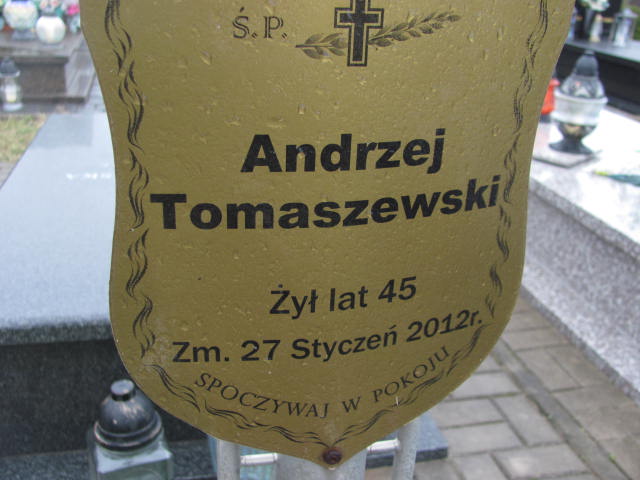 Ś.P.
Andrzej
Tomaszewski
Żył lat 45
Zm. 27 Styczeń 2012r.
SPOCZYWAJ W POKOJU